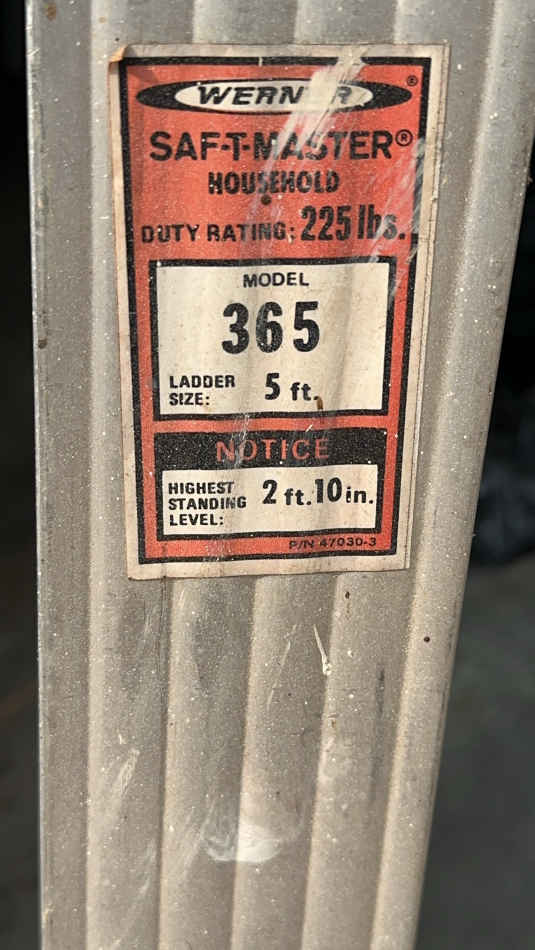 WERNER®
SAF-T-MASTER®
HOUSEHOLD
DUTY RATING: 225 lbs.
MODEL
365
LADDER SIZE: 5 ft.
NOTICE
HIGHEST STANDING LEVEL: 2 ft. 10 in.
P/N 47030-3